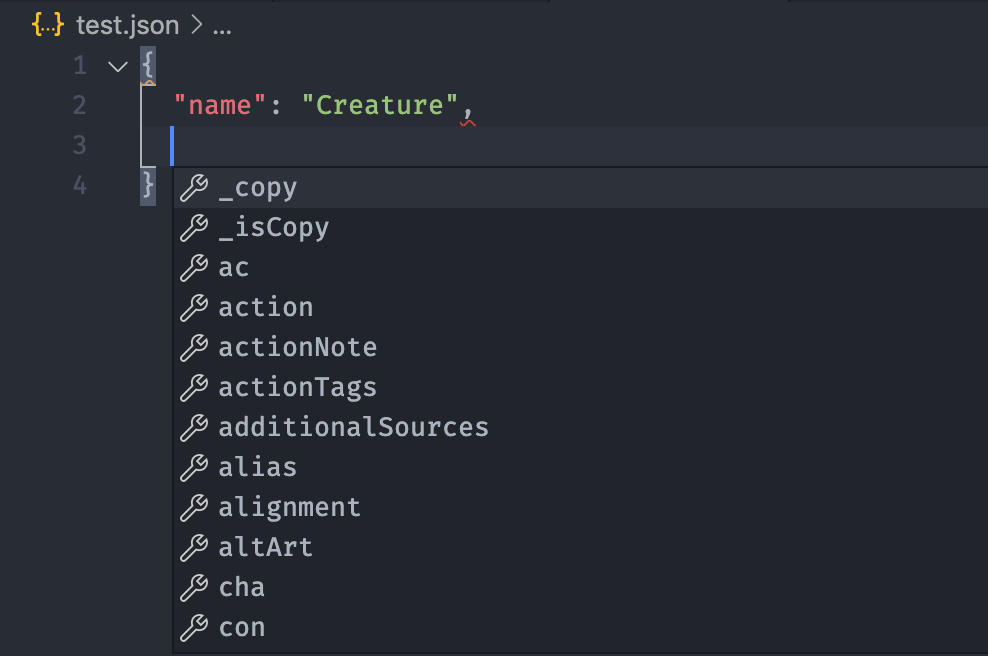 {...} test.json > ...
1 {
2 "name": "Creature",
3
4 }
_copy
_isCopy
ac
action
actionNote
actionTags
additionalSources
alias
alignment
altArt
cha
con